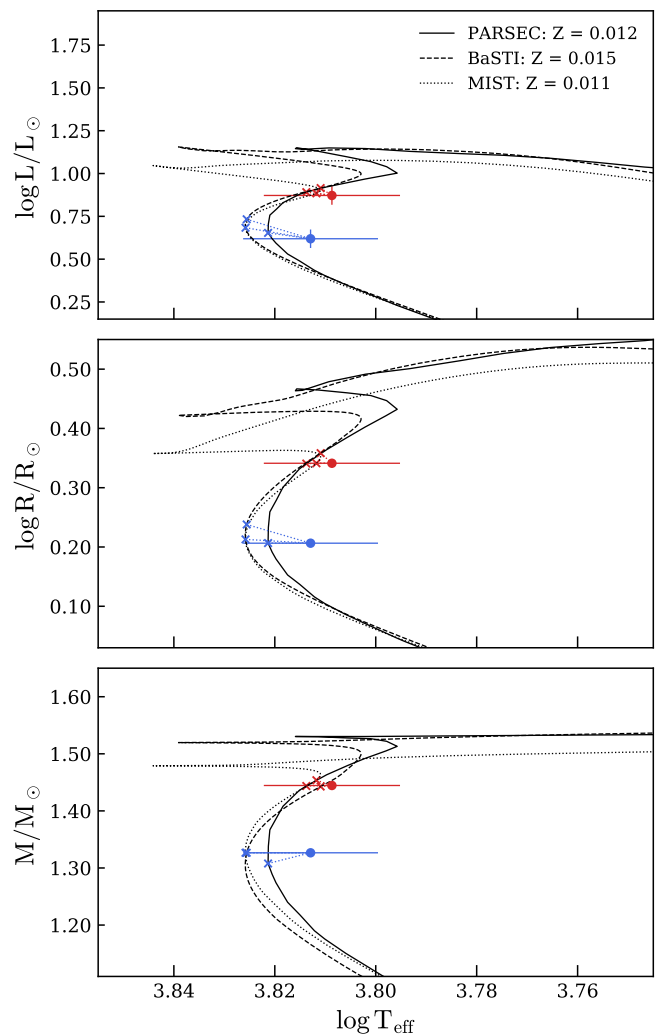 PARSEC: Z = 0.012
BaSTI: Z = 0.015
MIST: Z = 0.011
log L/L⊙
1.75
1.50
1.25
1.00
0.75
0.50
0.25
log R/R⊙
0.50
0.40
0.30
0.20
0.10
M/M⊙
1.60
1.50
1.40
1.30
1.20
3.84 3.82 3.80 3.78 3.76
log Teff